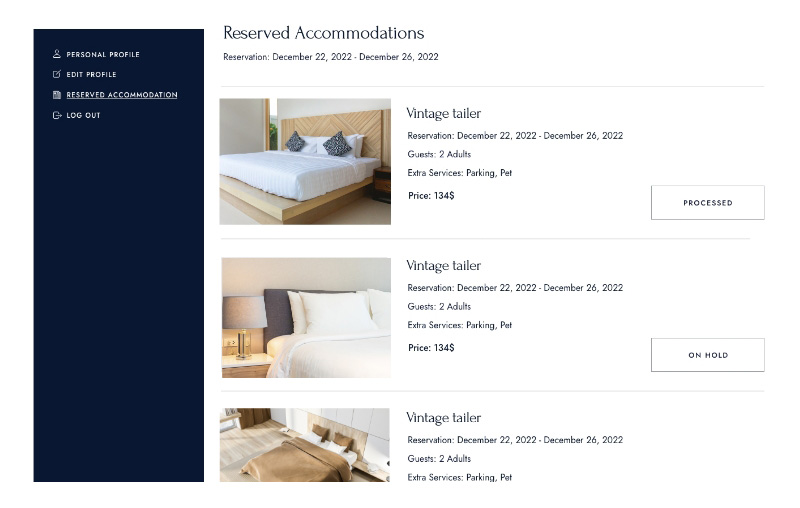 PERSONAL PROFILE
EDIT PROFILE
RESERVED ACCOMMODATION
LOG OUT
Reserved Accommodations
Reservation: December 22, 2022 - December 26, 2022
Vintage tailer
Reservation: December 22, 2022 - December 26, 2022
Guests: 2 Adults
Extra Services: Parking, Pet
Price: 134$
PROCESSED
Vintage tailer
Reservation: December 22, 2022 - December 26, 2022
Guests: 2 Adults
Extra Services: Parking, Pet
Price: 134$
ON HOLD
Vintage tailer
Reservation: December 22, 2022 - December 26, 2022
Guests: 2 Adults
Extra Services: Parking, Pet